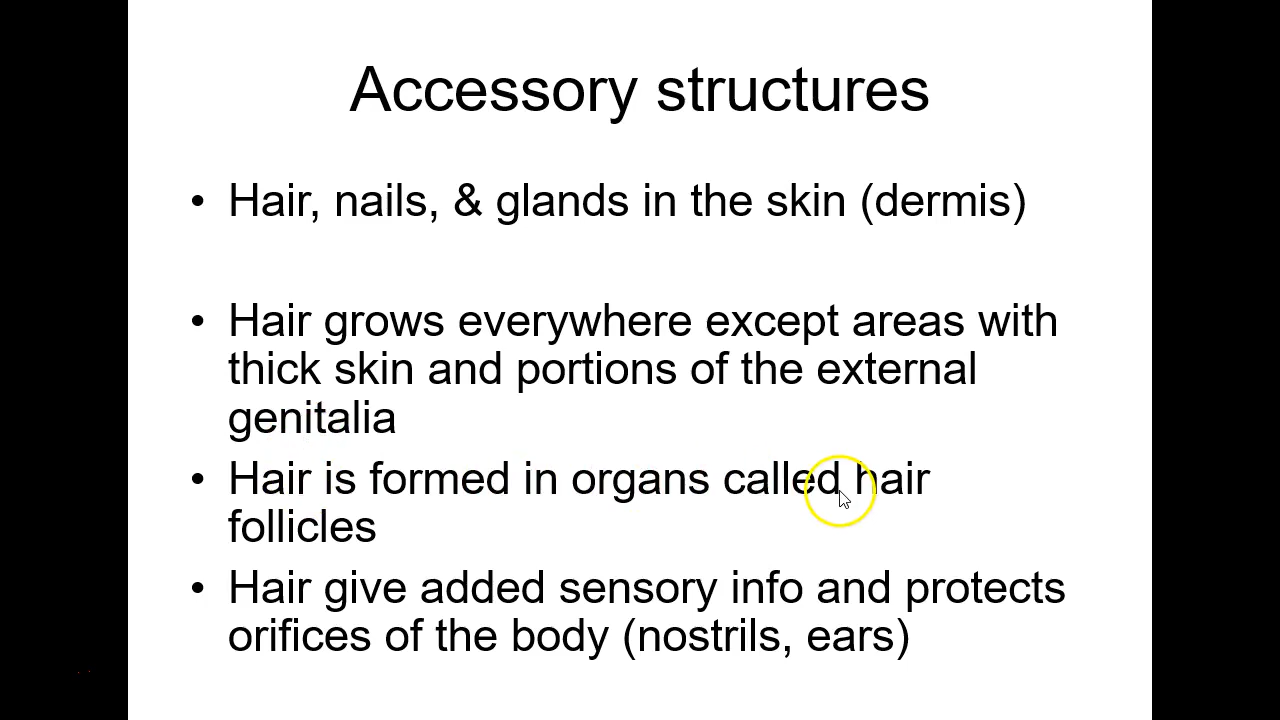 Accessory structures
• Hair, nails, & glands in the skin (dermis)
• Hair grows everywhere except areas with
thick skin and portions of the external
genitalia
• Hair is formed in organs called hair
follicles
• Hair give added sensory info and protects
orifices of the body (nostrils, ears)